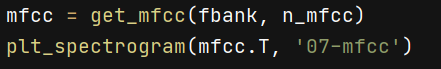 mfcc = get_mfcc(fbank, n_mfcc)
plt_spectrogram(mfcc.T, '07-mfcc')